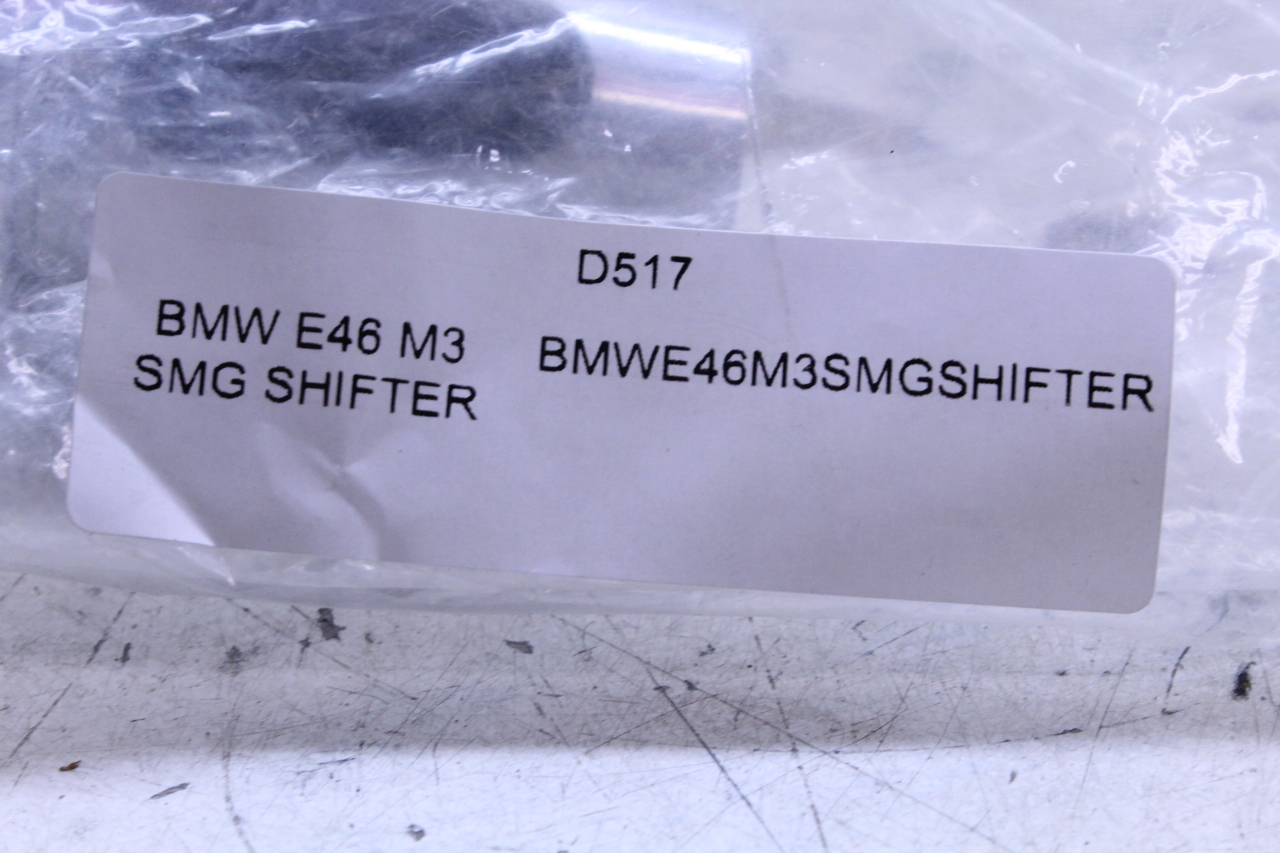 D517
BMW E46 M3
SMG SHIFTER
BMWE46M3SMGSHIFTER